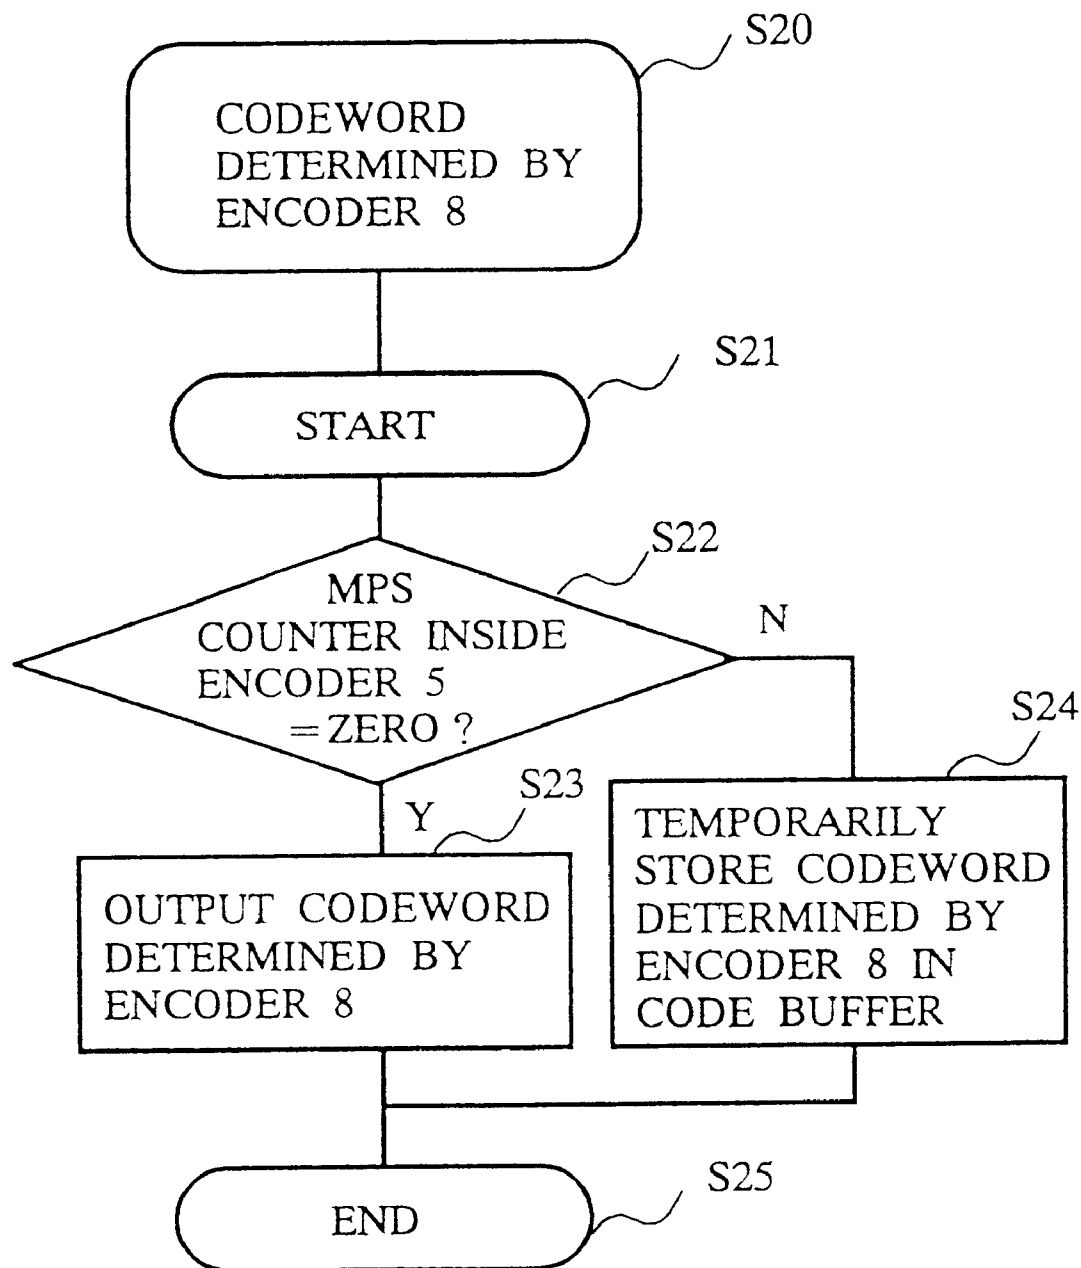 S20
CODEWORD
DETERMINED BY
ENCODER 8
S21
START
S22
MPS
COUNTER INSIDE
ENCODER 5
=ZERO ?
N
S24
Y
S23
OUTPUT CODEWORD
DETERMINED BY
ENCODER 8
TEMPORARILY
STORE CODEWORD
DETERMINED BY
ENCODER 8 IN
CODE BUFFER
S25
END